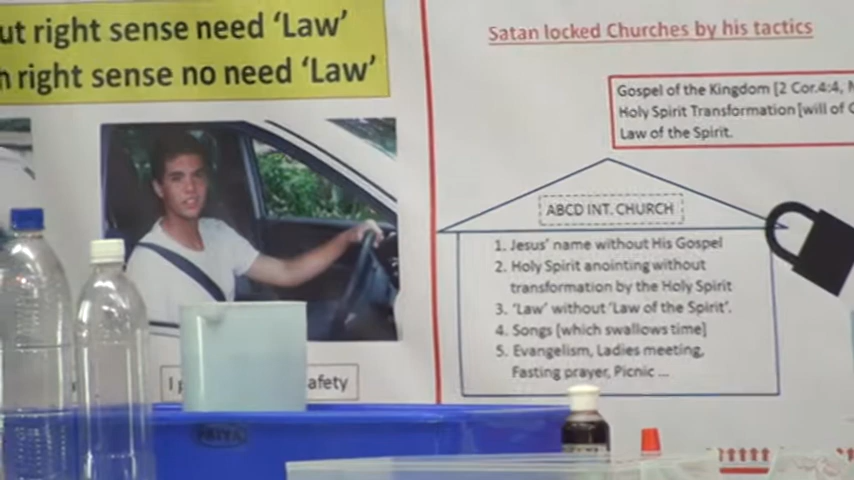 ut right sense need 'Law'
h right sense no need 'Law'
I
afety
Satan locked Churches by his tactics
Gospel of the Kingdom [2 Cor.4:4,
Holy Spirit Transformation [will of
Law of the Spirit.
ABCD INT. CHURCH
1. Jesus' name without His Gospel
2. Holy Spirit anointing without
transformation by the Holy Spirit
3. 'Law' without 'Law of the Spirit'.
4. Songs [which swallows time]
5. Evangelism, Ladies meeting,
Fasting prayer, Picnic ...